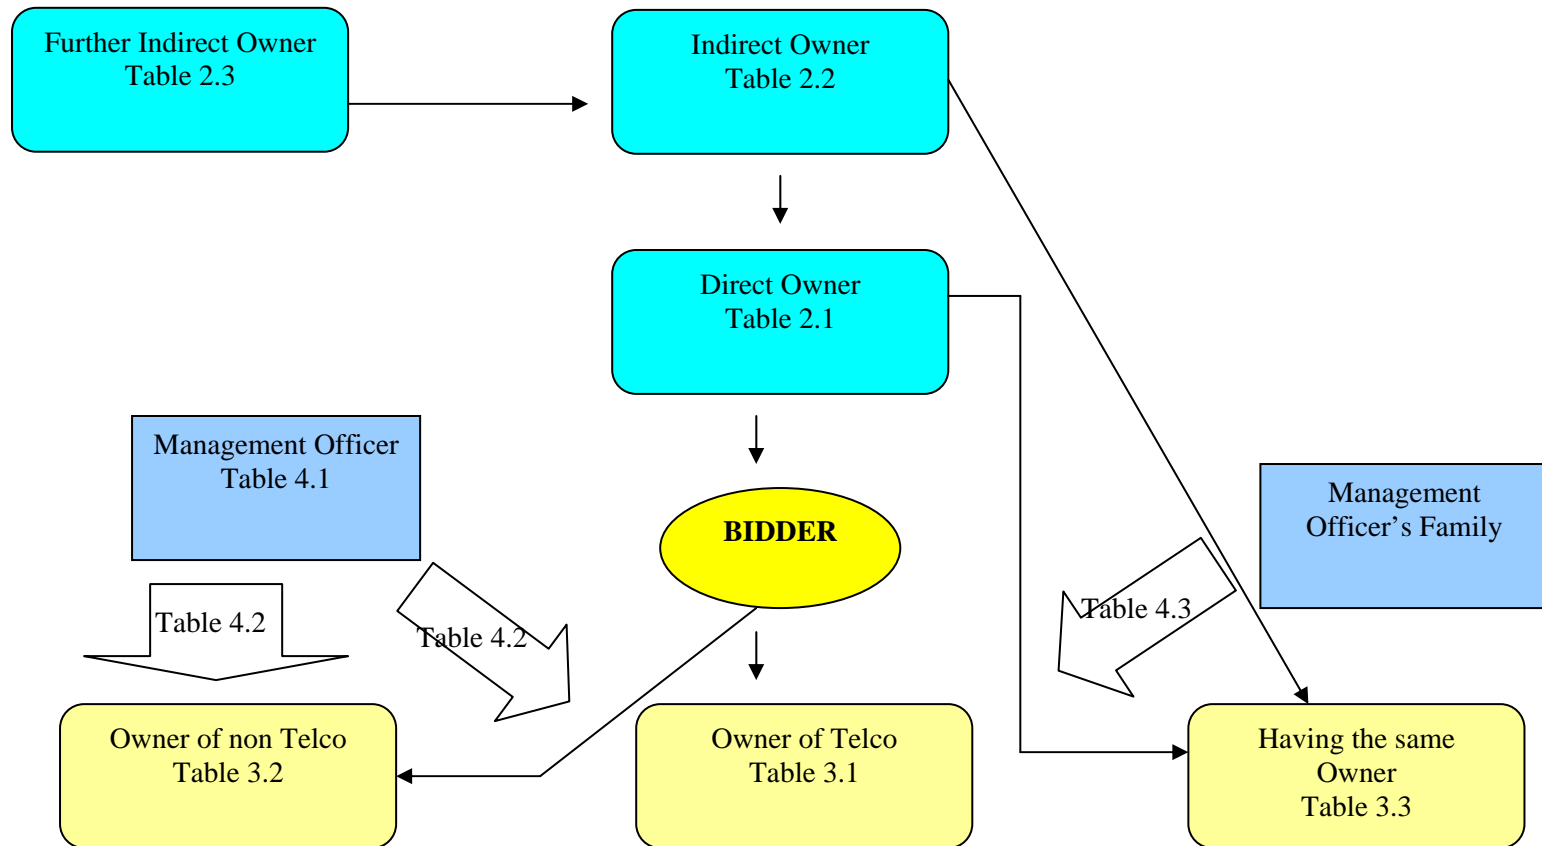 Further Indirect Owner
Table 2.3
Indirect Owner
Table 2.2
Direct Owner
Table 2.1
Management Officer
Table 4.1
BIDDER
Management
Officer’s Family
Table 4.2
Table 4.2
Table 4.3
Owner of non Telco
Table 3.2
Owner of Telco
Table 3.1
Having the same
Owner
Table 3.3